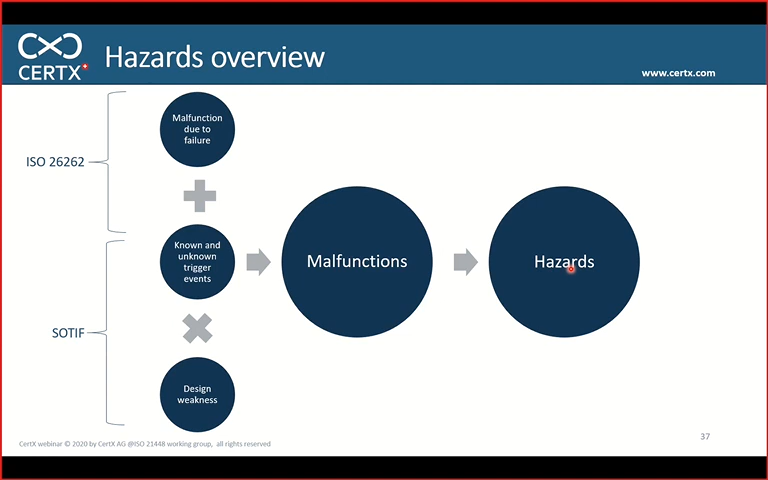 CERTX
Hazards overview
www.certx.com
Malfunction
due to
failure
ISO 26262
Known and
unknown
trigger
events
Malfunctions
Hazards
SOTIF
Design
weakness
37
CertX webinar © 2020 by CertX AG @ISO 21448 working group, all rights reserved